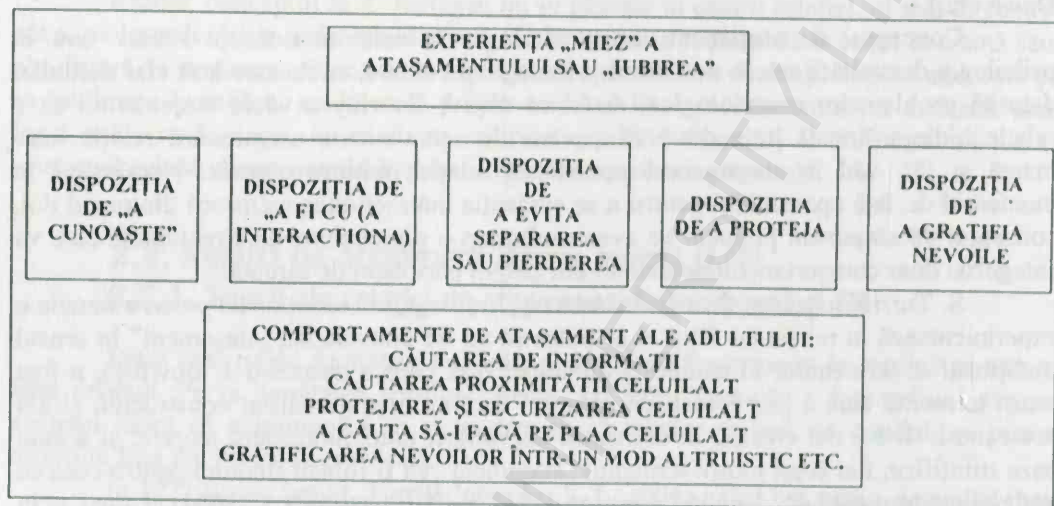 EXPERIENȚA „MIEZ” A
ATAȘAMENTULUI SAU „IUBIREA”
DISPOZIȚIA
DE „A
CUNOAȘTE”
DISPOZIȚIA DE
„A FI CU (A
INTERACȚIONA)
DISPOZIȚIA
DE
A EVITA
SEPARAREA
SAU PIERDEREA
DISPOZIȚIA
DE A PROTEJA
DISPOZIȚIA
DE
A GRATIFIA
NEVOILE
COMPORTAMENTE DE ATAȘAMENT ALE ADULTULUI:
CĂUTAREA DE INFORMAȚII
CĂUTAREA PROXIMITĂȚII CELUILALT
PROTEJAREA ȘI SECURIZAREA CELUILALT
A CĂUTA SĂ-I FACĂ PE PLAC CELUILALT
GRATIFICAREA NEVOILOR ÎNTR-UN MOD ALTRUISTIC ETC.